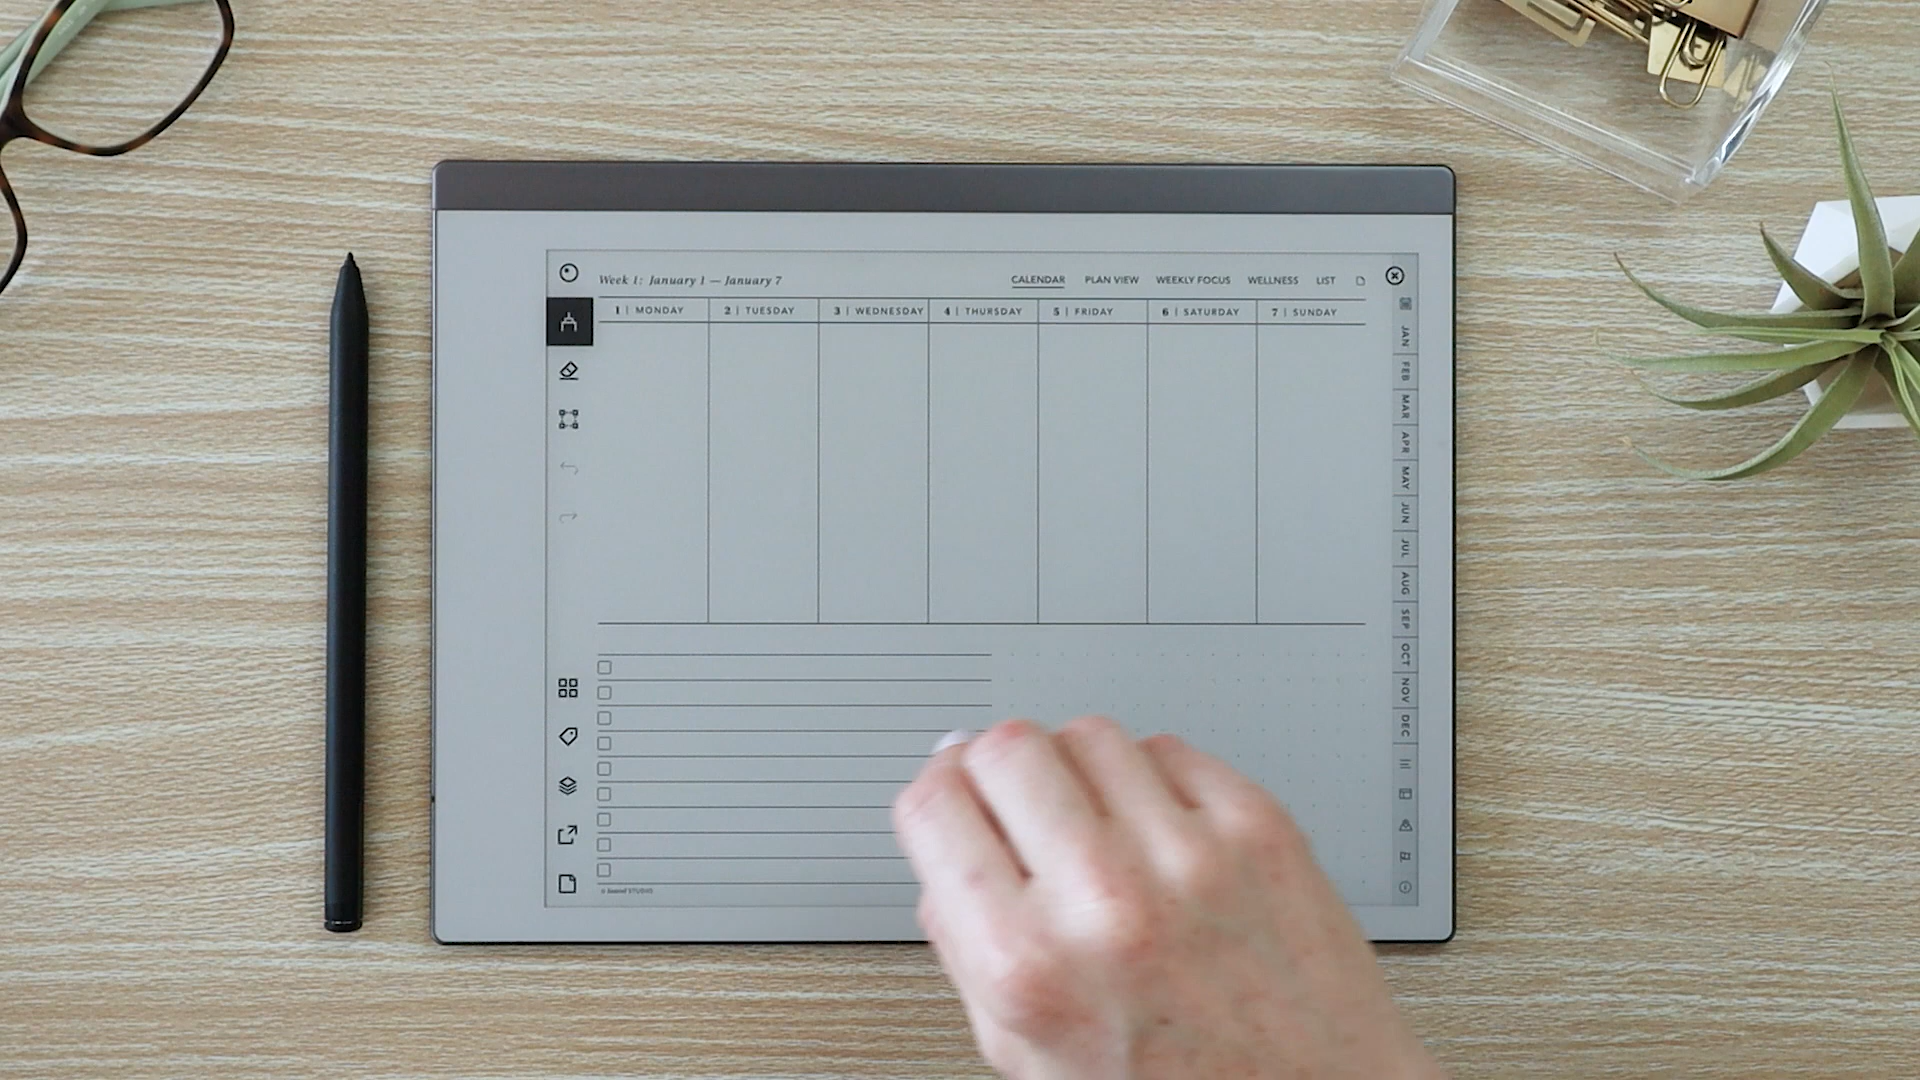 Week 1: January 1 — January 7
CALENDAR PLAN VIEW WEEKLY FOCUS WELLNESS LIST
1 | MONDAY 2 | TUESDAY 3 | WEDNESDAY 4 | THURSDAY 5 | FRIDAY 6 | SATURDAY 7 | SUNDAY
JAN
FEB
MAR
APR
MAY
JUN
JUL
AUG
SEP
OCT
NOV
DEC
STUDIO